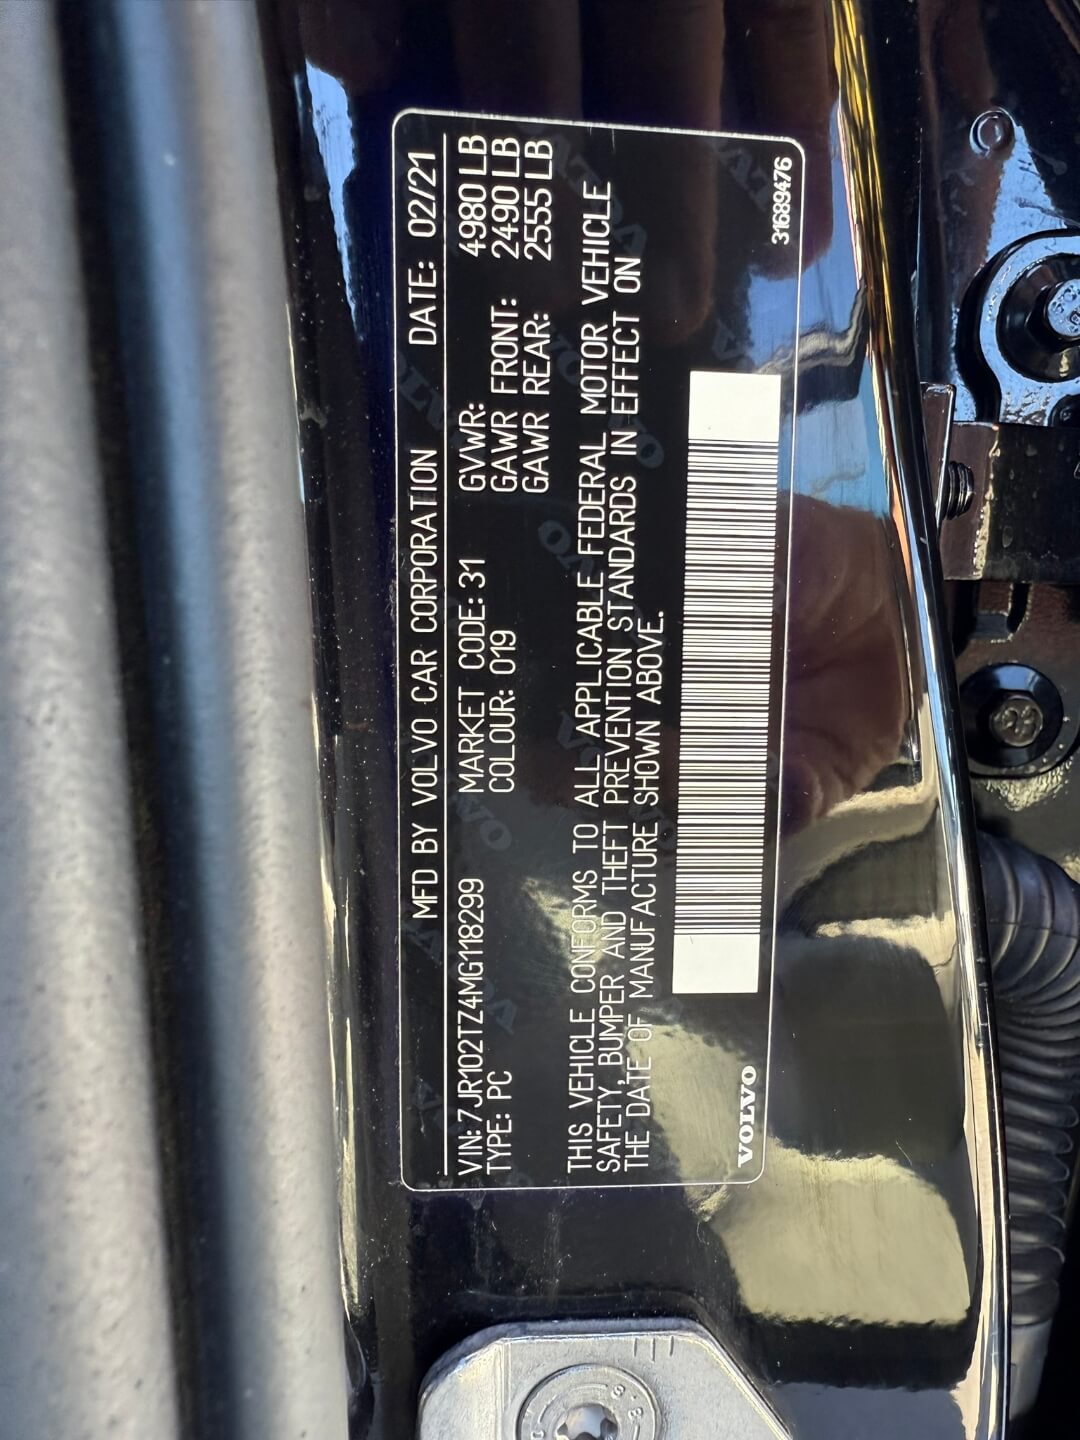 MFD BY VOLVO CAR CORPORATION DATE: 02/21
VIN: 7JR102TZ4MG118299 MARKET CODE: 31 GVWR: 4980 LB
TYPE: PC COLOUR: 019 GAWR FRONT: 2490 LB
GAWR REAR: 2555 LB
THIS VEHICLE CONFORMS TO ALL APPLICABLE FEDERAL MOTOR VEHICLE
SAFETY, BUMPER AND THEFT PREVENTION STANDARDS IN EFFECT ON
THE DATE OF MANUFACTURE SHOWN ABOVE.
VOLVO 31689476